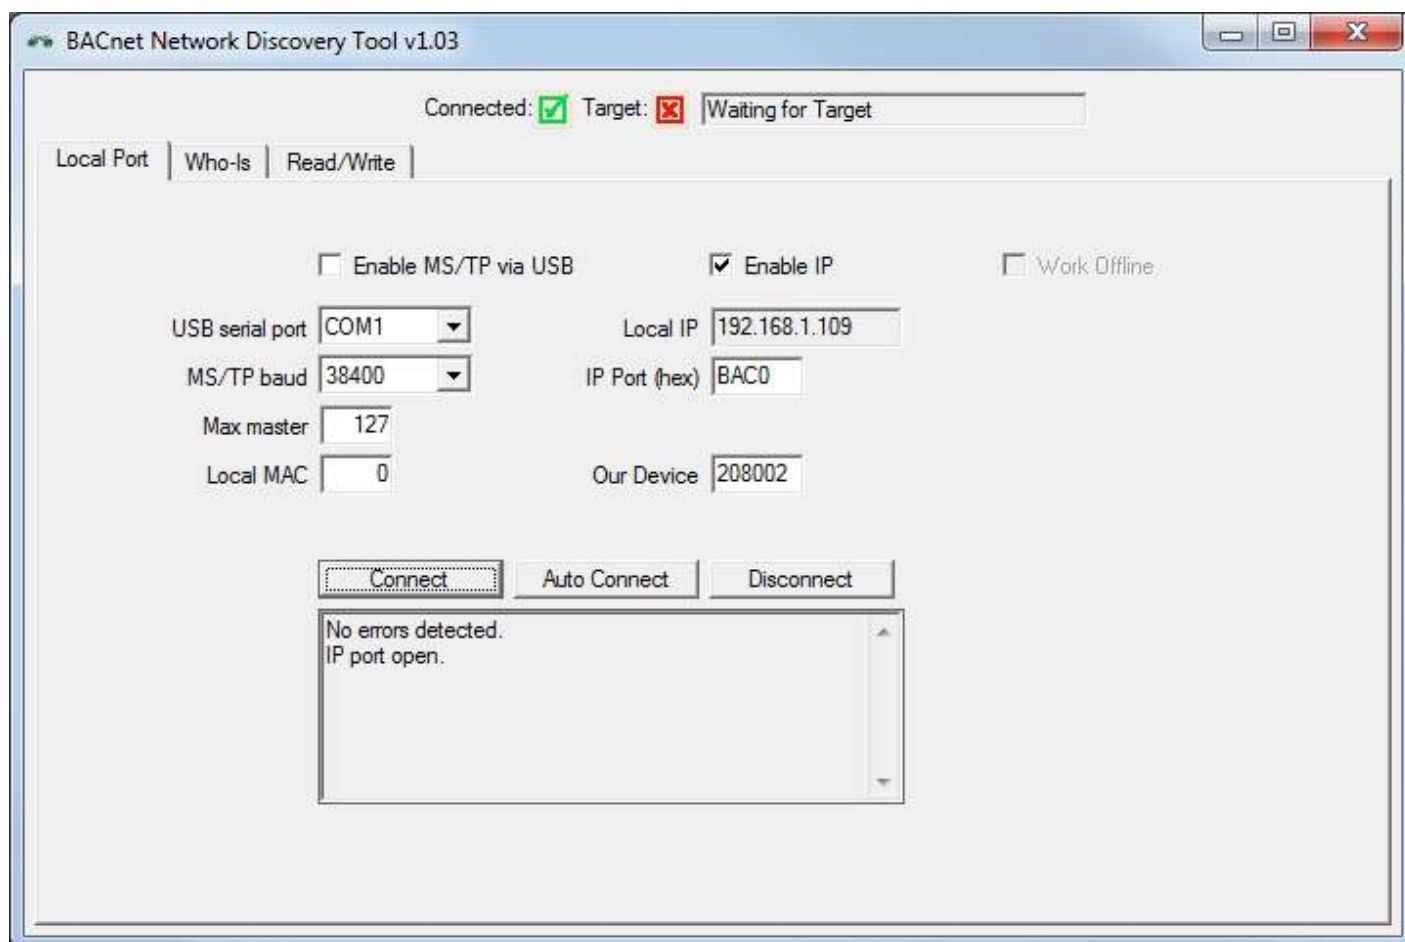 BACnet Network Discovery Tool v1.03
Connected: Target: Waiting for Target
Local Port Who-Is Read/Write
Enable MS/TP via USB Enable IP Work Offline
USB serial port COM1 Local IP 192.168.1.109
MS/TP baud 38400 IP Port (hex) BAC0
Max master 127
Local MAC 0 Our Device 208002
Connect Auto Connect Disconnect
No errors detected.
IP port open.